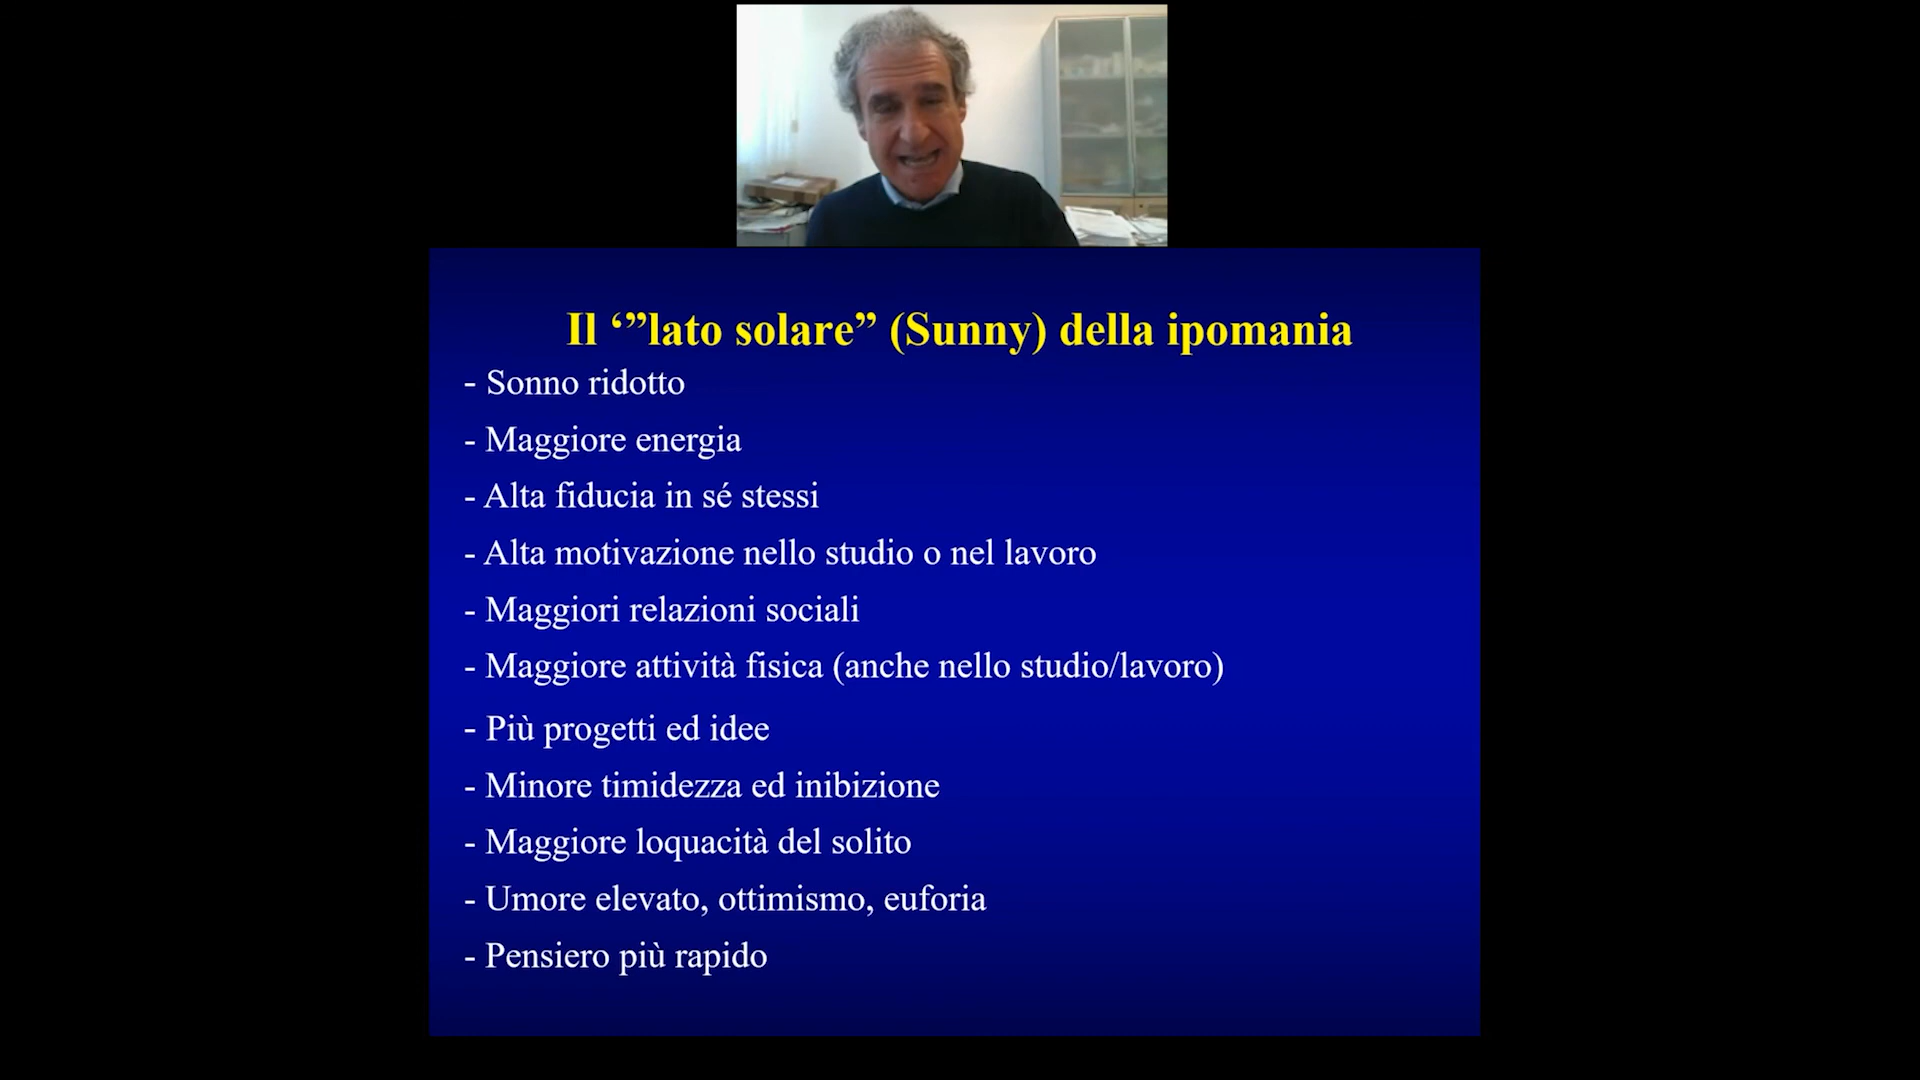 Il ‘”lato solare” (Sunny) della ipomania
- Sonno ridotto
- Maggiore energia
- Alta fiducia in sé stessi
- Alta motivazione nello studio o nel lavoro
- Maggiori relazioni sociali
- Maggiore attività fisica (anche nello studio/lavoro)
- Più progetti ed idee
- Minore timidezza ed inibizione
- Maggiore loquacità del solito
- Umore elevato, ottimismo, euforia
- Pensiero più rapido